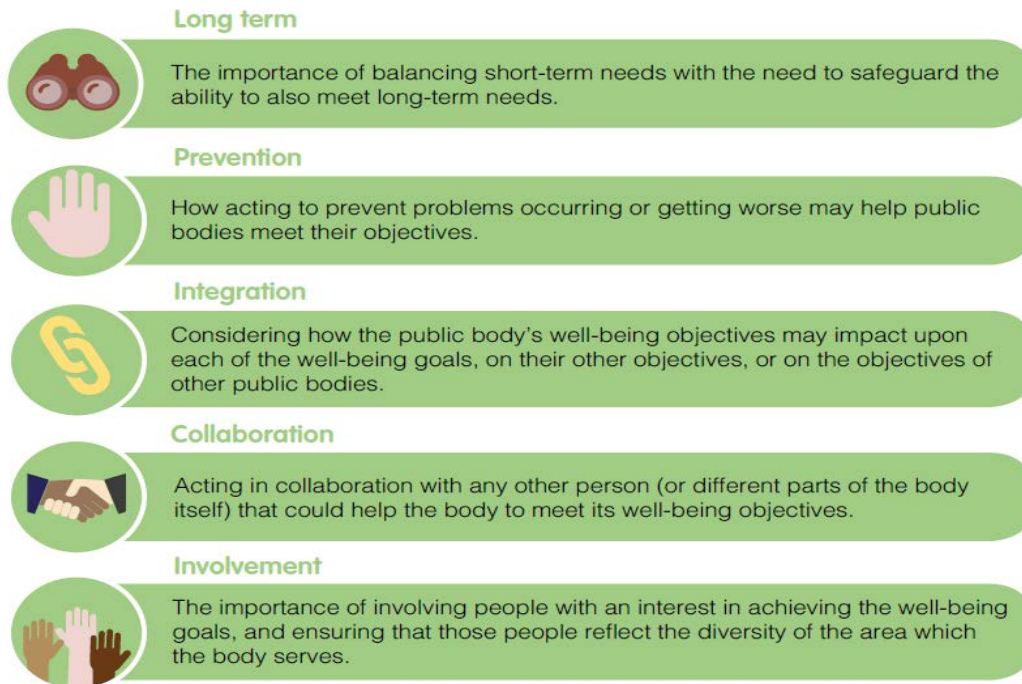 Long term
The importance of balancing short-term needs with the need to safeguard the
ability to also meet long-term needs.
Prevention
How acting to prevent problems occurring or getting worse may help public
bodies meet their objectives.
Integration
Considering how the public body's well-being objectives may impact upon
each of the well-being goals, on their other objectives, or on the objectives of
other public bodies.
Collaboration
Acting in collaboration with any other person (or different parts of the body
itself) that could help the body to meet its well-being objectives.
Involvement
The importance of involving people with an interest in achieving the well-being
goals, and ensuring that those people reflect the diversity of the area which
the body serves.